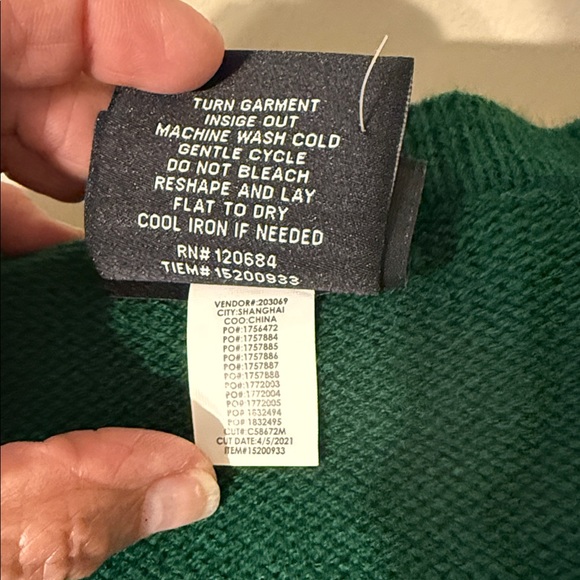 TURN GARMENT
INSIGE OUT
MACHINE WASH COLD
GENTLE CYCLE
DO NOT BLEACH
RESHAPE AND LAY
FLAT TO DRY
COOL IRON IF NEEDED
RN# 120684
TIEM# 15200933
VENDOR#:203069
CITY:SHANGHAI
COO:CHINA
PO#:1756472
PO#:1757884
PO#:1757885
PO#:1757886
PO#:1757887
PO#:1757888
PO#:1772003
PO#:1772004
PO#:1772005
PO#:1832494
PO#:1832495
CUT#:C58672M
CUT DATE:4/5/2021
ITEM#:15200933